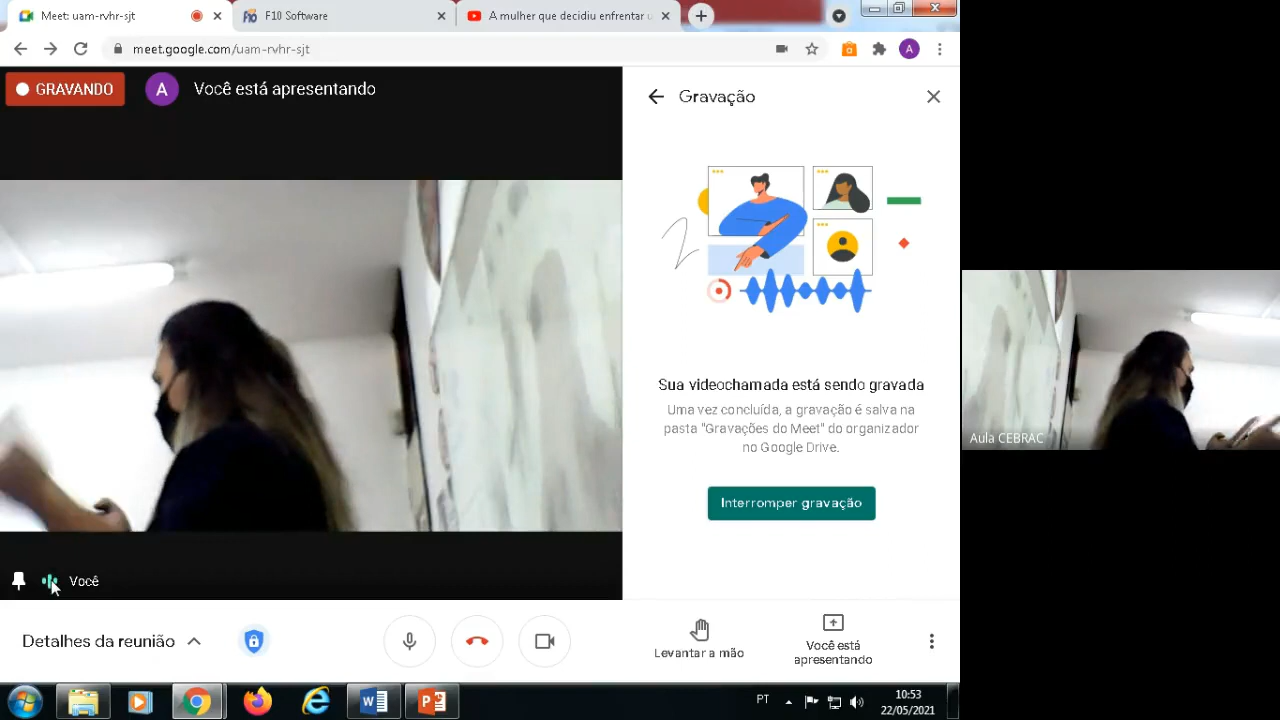 Meet: uam-rvhr-sjt
F10 Software
A mulher que decidiu enfrentar u
meet.google.com/uam-rvhr-sjt
A
GRAVANDO
A
Você está apresentando
Gravação
Sua videochamada está sendo gravada
Uma vez concluída, a gravação é salva na
pasta "Gravações do Meet" do organizador
no Google Drive.
Interromper gravação
Aula CEBRAC
Você
Detalhes da reunião
Levantar a mão
Você está
apresentando
PT
10:53
22/05/2021